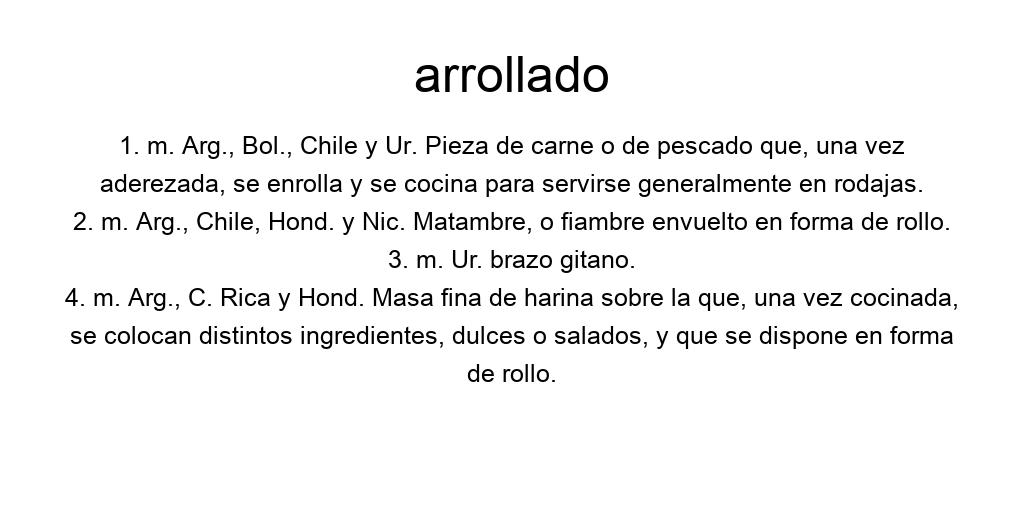 arrollado
1. m. Arg., Bol., Chile y Ur. Pieza de carne o de pescado que, una vez
aderezada, se enrolla y se cocina para servirse generalmente en rodajas.
2. m. Arg., Chile, Hond. y Nic. Matambre, o fiambre envuelto en forma de rollo.
3. m. Ur. brazo gitano.
4. m. Arg., C. Rica y Hond. Masa fina de harina sobre la que, una vez cocinada,
se colocan distintos ingredientes, dulces o salados, y que se dispone en forma
de rollo.